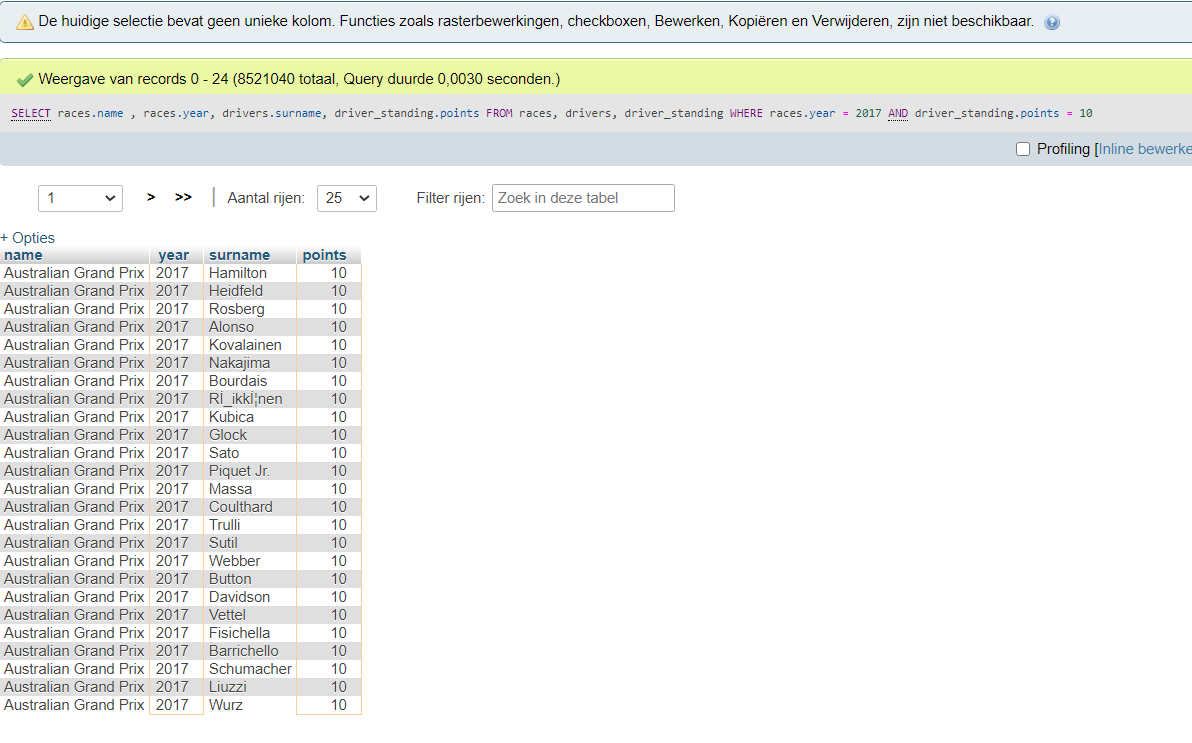 De huidige selectie bevat geen unieke kolom. Functies zoals rasterbewerkingen, checkboxen, Bewerken, Kopiëren en Verwijderen, zijn niet beschikbaar.
Weergave van records 0 - 24 (8521040 totaal, Query duurde 0,0030 seconden.)
SELECT races.name , races.year, drivers.surname, driver_standing.points FROM races, drivers, driver_standing WHERE races.year = 2017 AND driver_standing.points = 10
Profiling [Inline bewerke
1 > >> | Aantal rijen: 25 Filter rijen: Zoek in deze tabel
+ Opties
name year surname points
Australian Grand Prix 2017 Hamilton 10
Australian Grand Prix 2017 Heidfeld 10
Australian Grand Prix 2017 Rosberg 10
Australian Grand Prix 2017 Alonso 10
Australian Grand Prix 2017 Kovalainen 10
Australian Grand Prix 2017 Nakajima 10
Australian Grand Prix 2017 Bourdais 10
Australian Grand Prix 2017 RÌ_ikkÌ¦nen 10
Australian Grand Prix 2017 Kubica 10
Australian Grand Prix 2017 Glock 10
Australian Grand Prix 2017 Sato 10
Australian Grand Prix 2017 Piquet Jr. 10
Australian Grand Prix 2017 Massa 10
Australian Grand Prix 2017 Coulthard 10
Australian Grand Prix 2017 Trulli 10
Australian Grand Prix 2017 Sutil 10
Australian Grand Prix 2017 Webber 10
Australian Grand Prix 2017 Button 10
Australian Grand Prix 2017 Davidson 10
Australian Grand Prix 2017 Vettel 10
Australian Grand Prix 2017 Fisichella 10
Australian Grand Prix 2017 Barrichello 10
Australian Grand Prix 2017 Schumacher 10
Australian Grand Prix 2017 Liuzzi 10
Australian Grand Prix 2017 Wurz 10